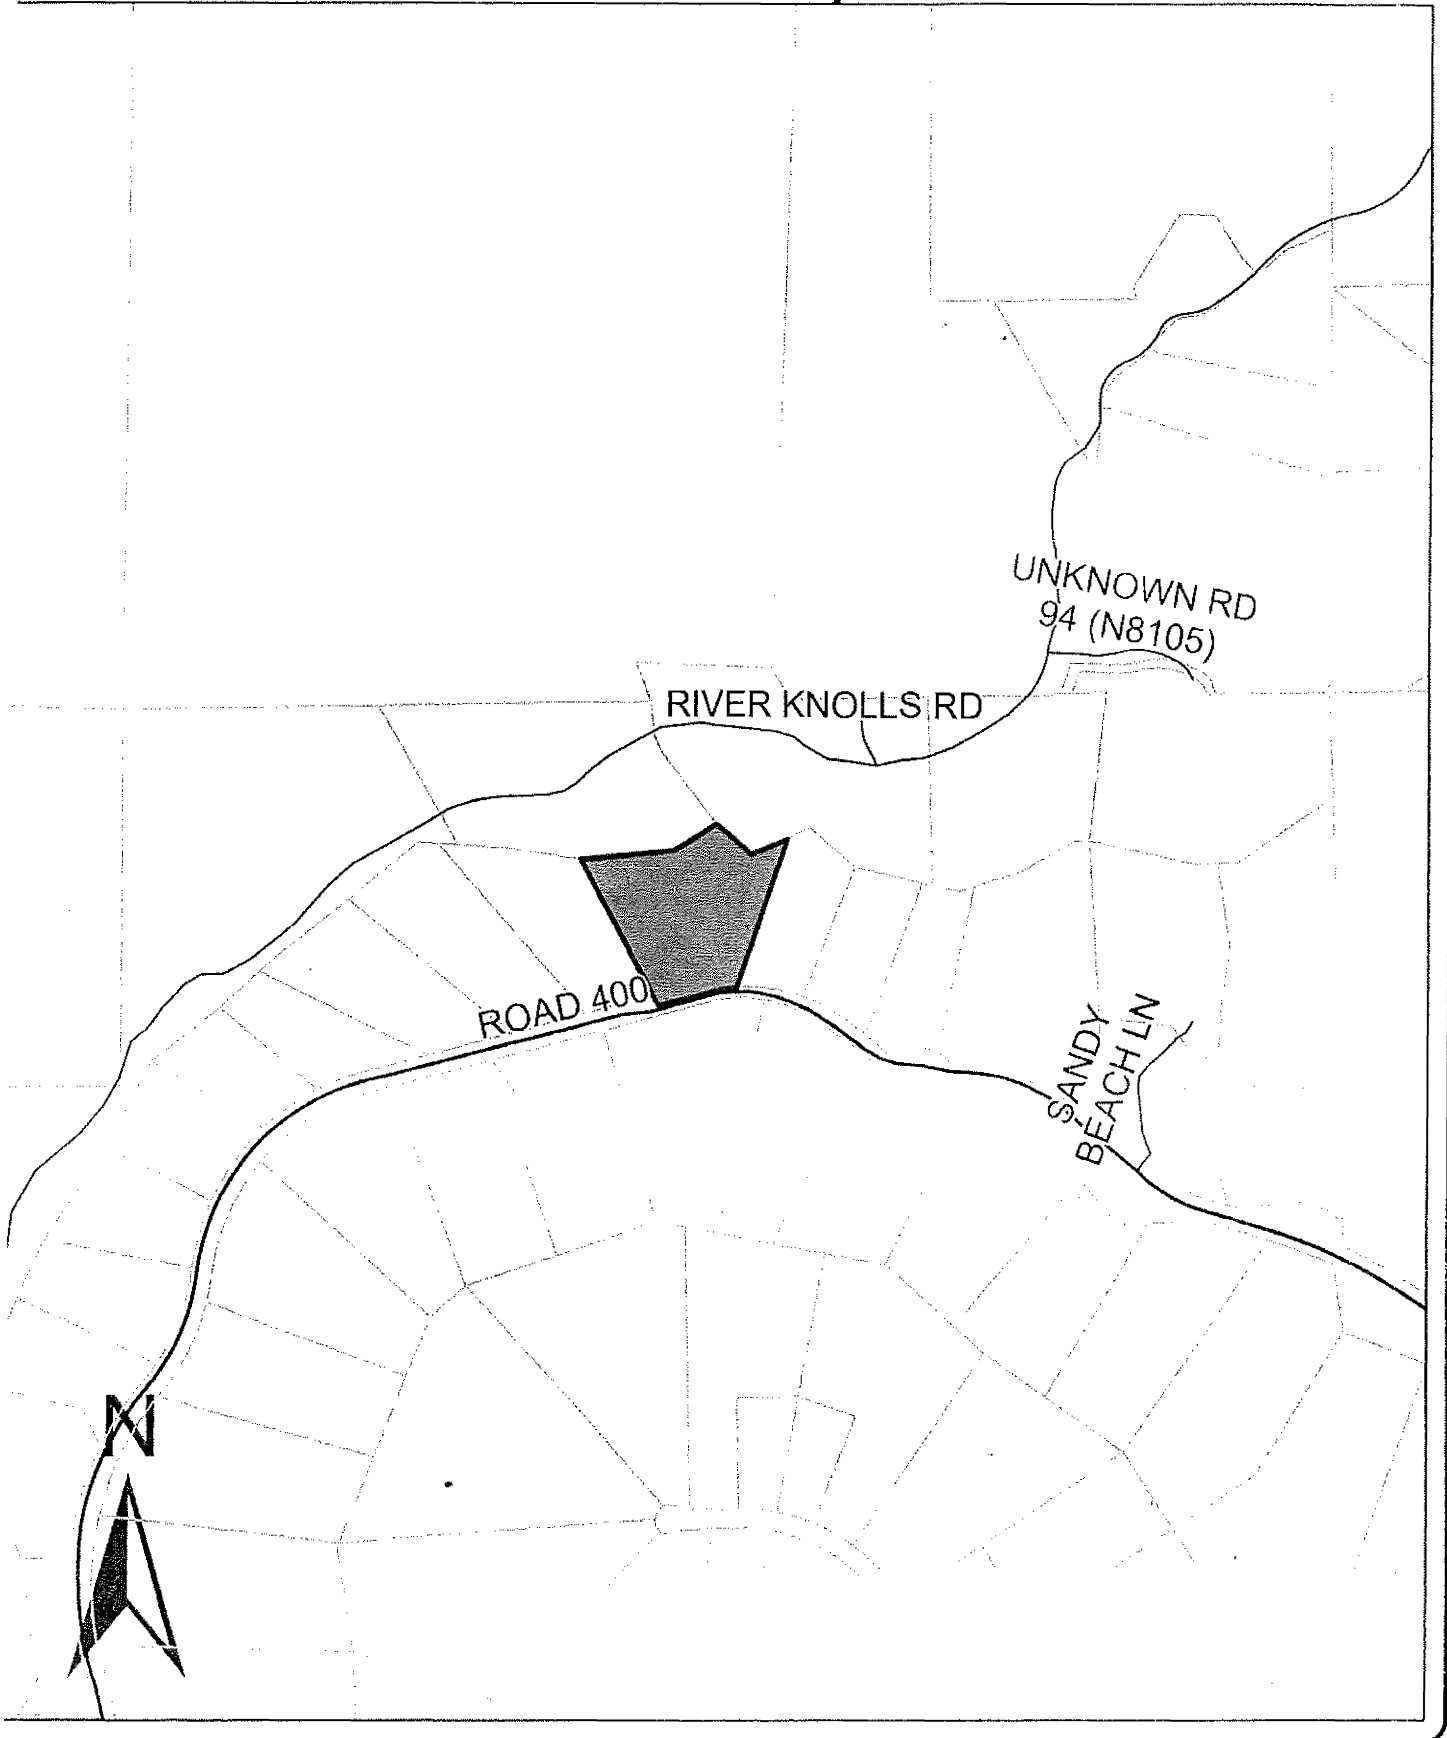 UNKNOWN RD
94 (N8105)
RIVER KNOLLS RD
ROAD 400
SANDY
BEACH LN
N